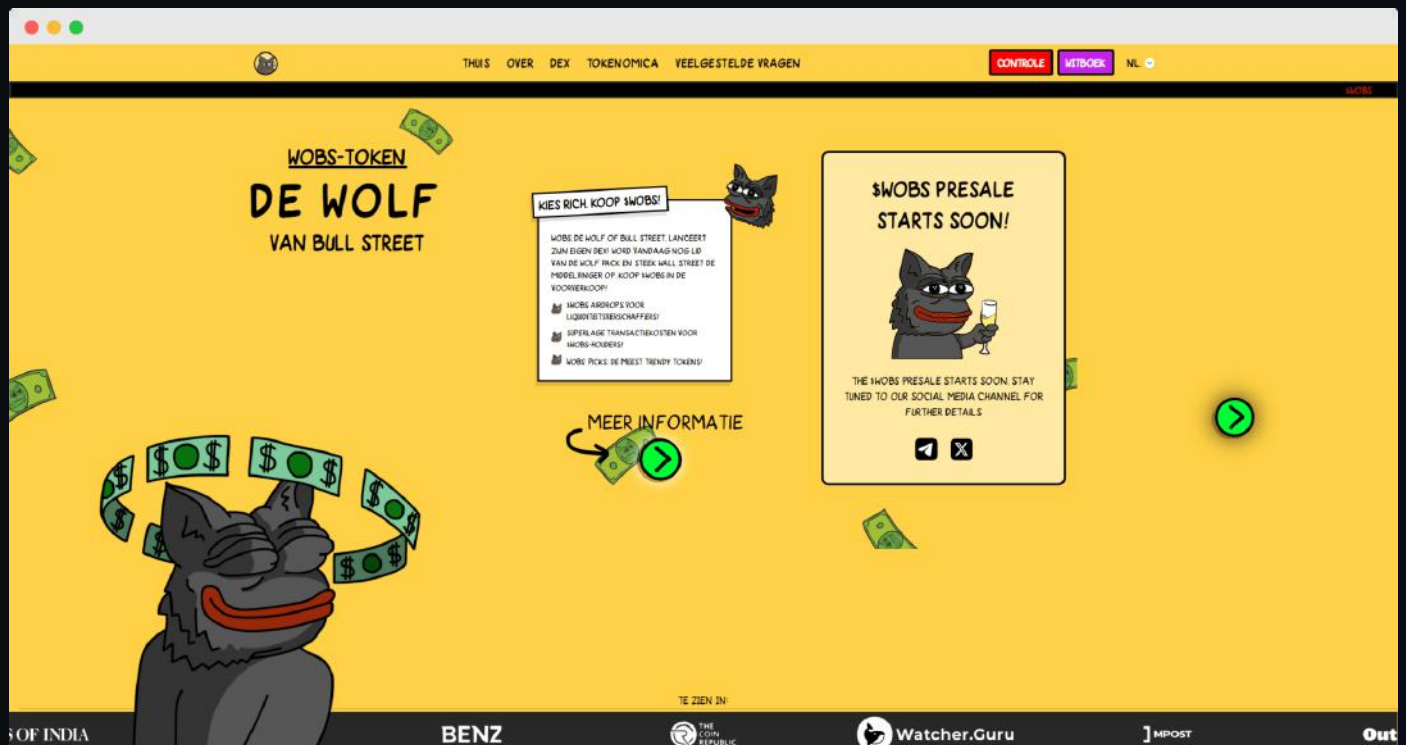 THUIS OVER DEX TOKENOMICA VEELGESTELDE VRAGEN
CONTROLE WITBOEK NL
$WOBS
WOBS-TOKEN
DE WOLF
VAN BULL STREET
KIES RICH. KOOP $WOBS!
WOBS, DE WOLF OF BULL STREET, LANCEERT
ZIJN EIGEN DEX! WORD VANDAAG NOG LID
VAN DE WOLF PACK EN STEEK WALL STREET DE
MIDDELVINGER OP. KOOP $WOBS IN DE
VOORVERKOOP!
$WOBS AIRDROPS VOOR
LIQUIDITEITSVERSCHAFFERS!
SUPERLAGE TRANSACTIEKOSTEN VOOR
$WOBS-HOUDERS!
WOBS' PICKS: DE MEEST TRENDY TOKENS!
MEER INFORMATIE
$WOBS PRESALE
STARTS SOON!
THE $WOBS PRESALE STARTS SOON. STAY
TUNED TO OUR SOCIAL MEDIA CHANNEL FOR
FURTHER DETAILS
TE ZIEN IN:
S OF INDIA
BENZ
THE
COIN
REPUBLIC
Watcher.Guru
MPOST
Out